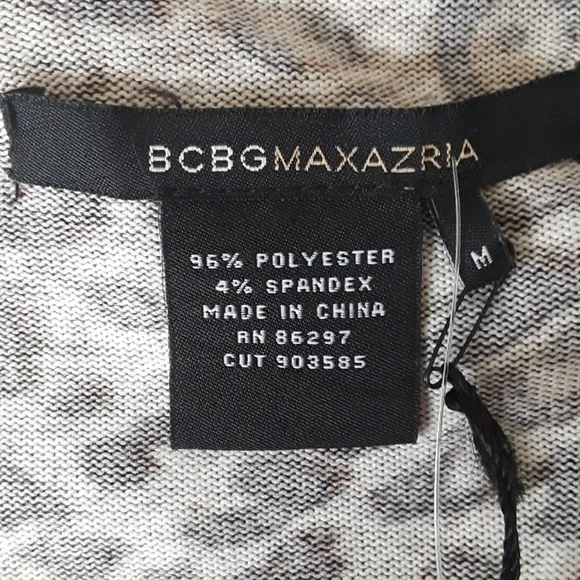 BCBGMAXAZRIA
M
96% POLYESTER
4% SPANDEX
MADE IN CHINA
RN 86297
CUT 903585